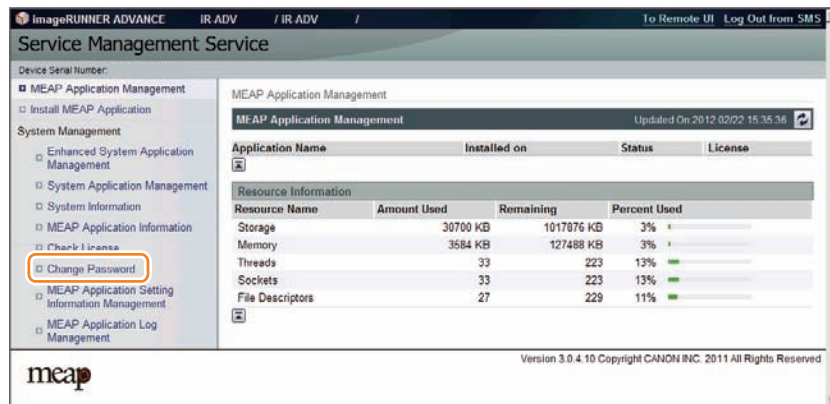 imageRUNNER ADVANCE IR ADV / IR ADV / To Remote UI Log Out from SMS
Service Management Service
Device Serial Number:
MEAP Application Management
Install MEAP Application
System Management
Enhanced System Application
Management
System Application Management
System Information
MEAP Application Information
Check License
Change Password
MEAP Application Setting
Information Management
MEAP Application Log
Management
MEAP Application Management
MEAP Application Management Updated On:2012 02/22 15:35:36
Application Name Installed on Status License
Resource Information
Resource Name Amount Used Remaining Percent Used
Storage 30700 KB 1017876 KB 3%
Memory 3584 KB 127488 KB 3%
Threads 33 223 13%
Sockets 33 223 13%
File Descriptors 27 229 11%
Version 3.0.4.10 Copyright CANON INC. 2011 All Rights Reserved
meap